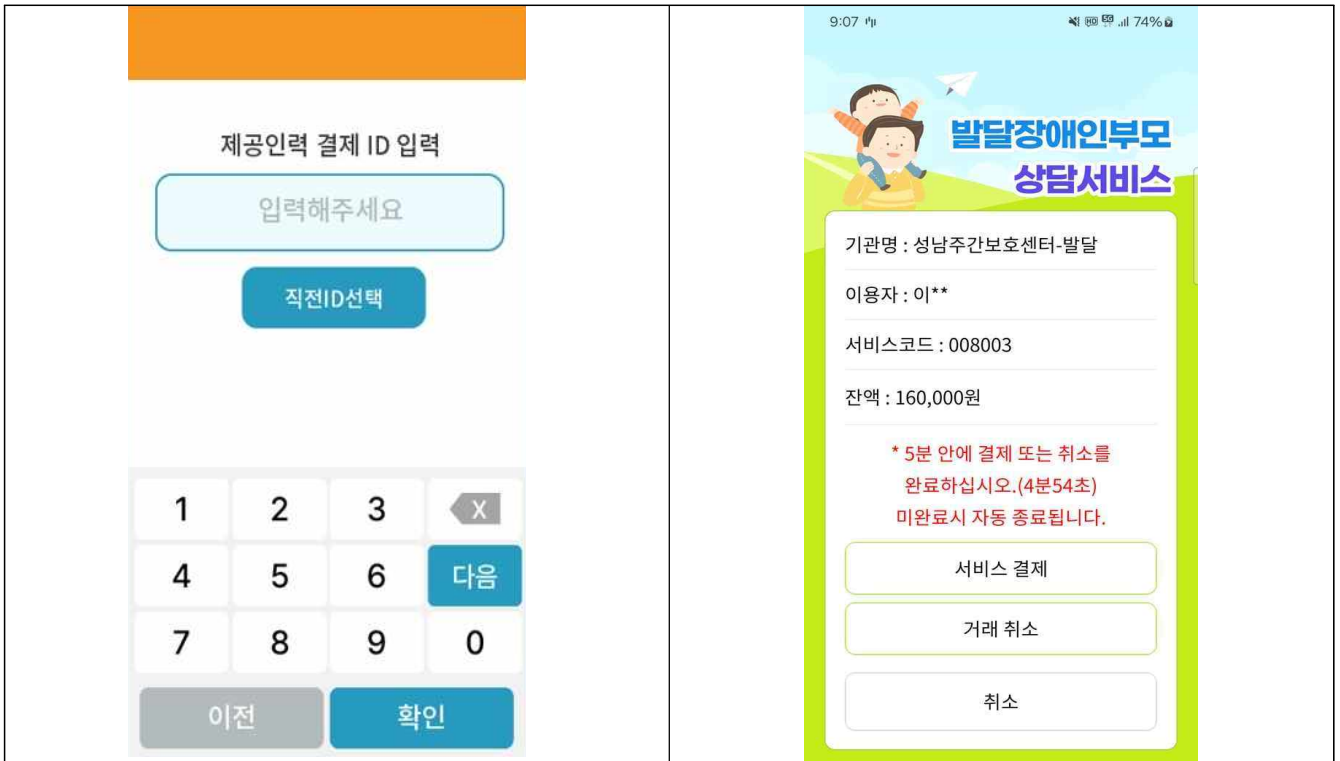 제공인력 결제 ID 입력
입력해주세요
직전ID선택
1 2 3 X
4 5 6 다음
7 8 9 0
이전 확인
9:07 HD 5G 74%
발달장애인부모
상담서비스
기관명 : 성남주간보호센터-발달
이용자 : 이**
서비스코드 : 008003
잔액 : 160,000원
* 5분 안에 결제 또는 취소를
완료하십시오.(4분54초)
미완료시 자동 종료됩니다.
서비스 결제
거래 취소
취소